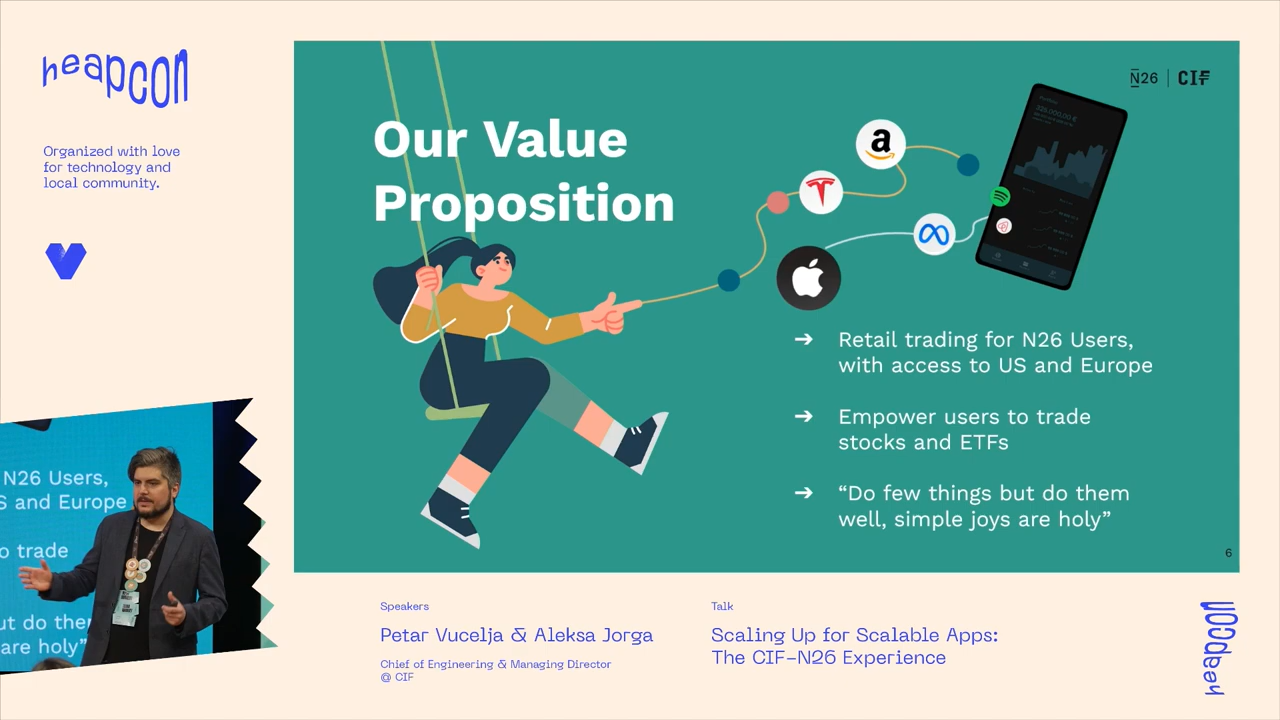 heapcon
Organized with love
for technology and
local community.
N26 | CIF
Our Value
Proposition
a
→ Retail trading for N26 Users,
with access to US and Europe
→ Empower users to trade
stocks and ETFs
→ “Do few things but do them
well, simple joys are holy”
6
N26 Users,
S and Europe
o trade
ut do them
are holy”
Speakers
Petar Vucelja & Aleksa Jorga
Chief of Engineering & Managing Director
@ CIF
Talk
Scaling Up for Scalable Apps:
The CIF–N26 Experience
heapcon